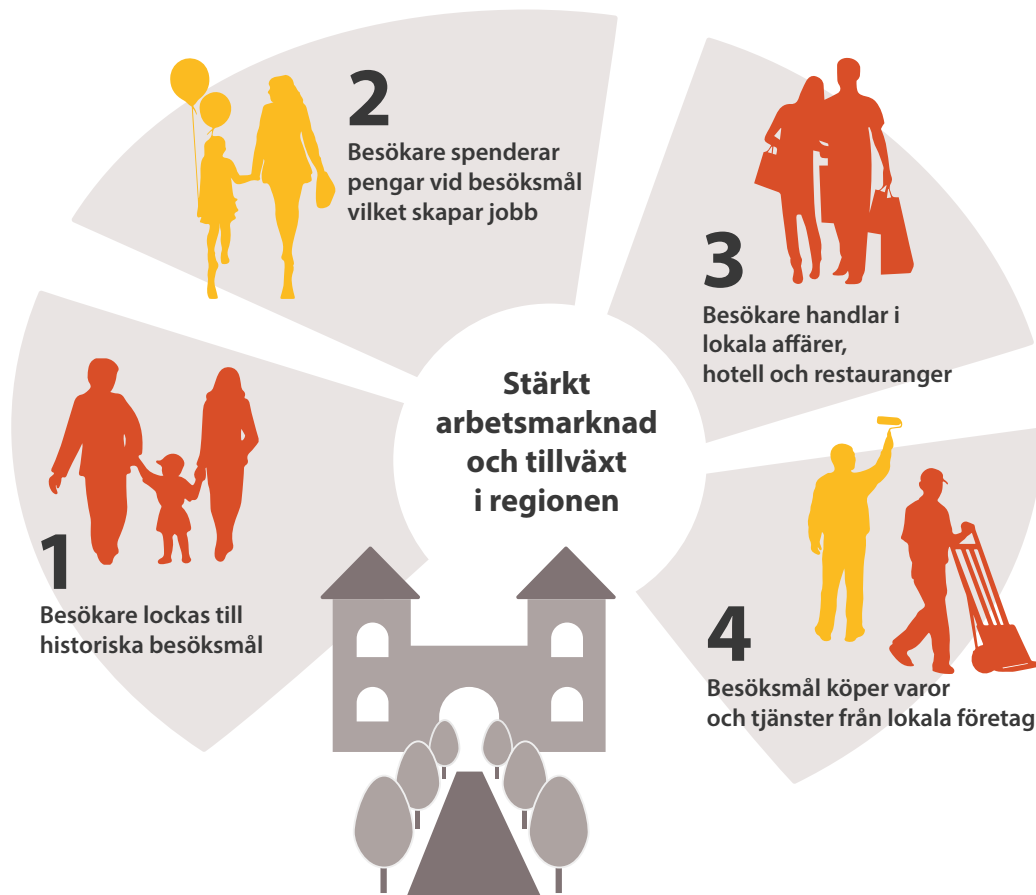 1
Besökare lockas till
historiska besöksmål
2
Besökare spenderar
pengar vid besöksmål
vilket skapar jobb
3
Besökare handlar i
lokala affärer,
hotell och restauranger
4
Besöksmål köper varor
och tjänster från lokala företag
Stärkt
arbetsmarknad
och tillväxt
i regionen